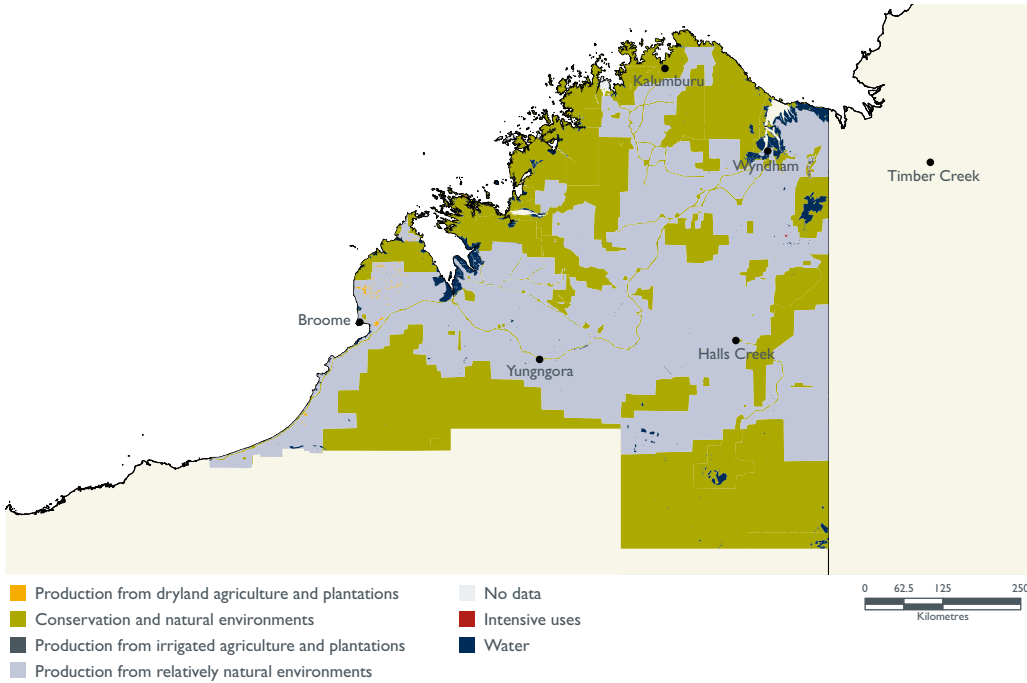 Kalumburu
Wyndham
Timber Creek
Broome
Halls Creek
Yungngora
Production from dryland agriculture and plantations
Conservation and natural environments
Production from irrigated agriculture and plantations
Production from relatively natural environments
No data
Intensive uses
Water
0 62.5 125 250
Kilometres